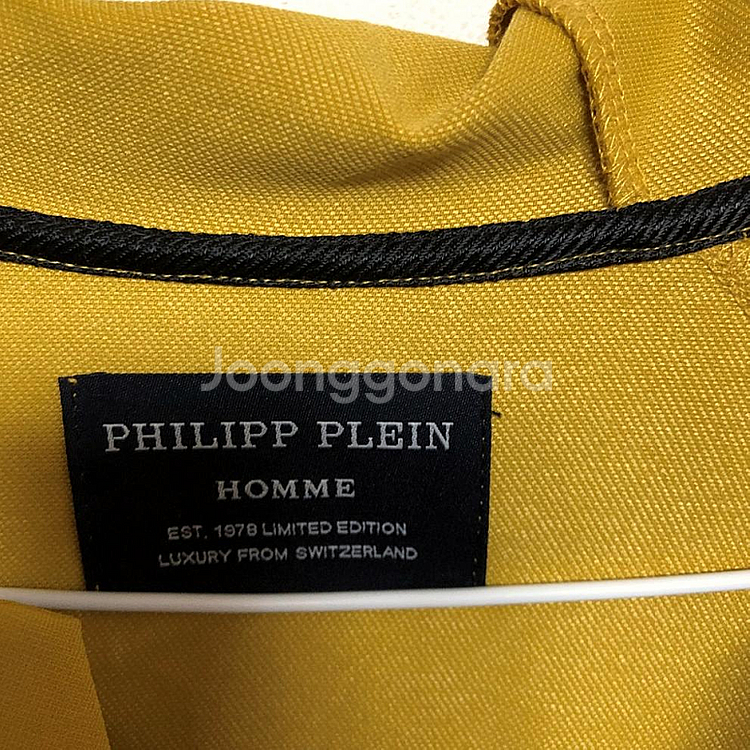 Joonggonara
PHILIPP PLEIN
HOMME
EST. 1978 LIMITED EDITION
LUXURY FROM SWITZERLAND